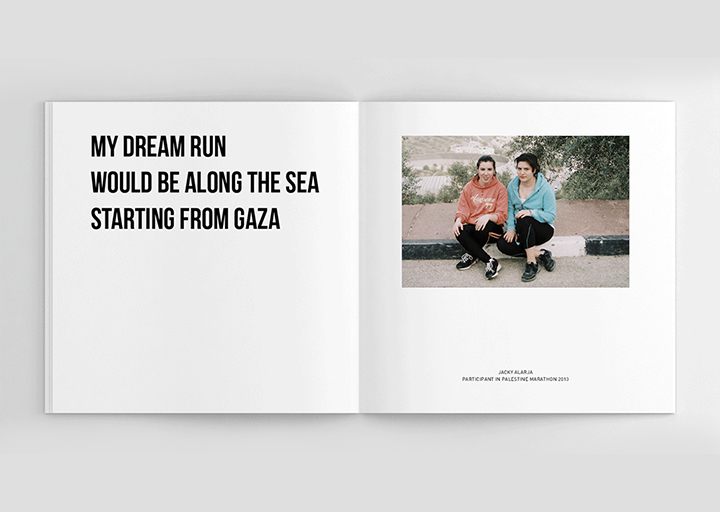 MY DREAM RUN
WOULD BE ALONG THE SEA
STARTING FROM GAZA
JACKY ALARJA
PARTICIPANT IN PALESTINE MARATHON 2013